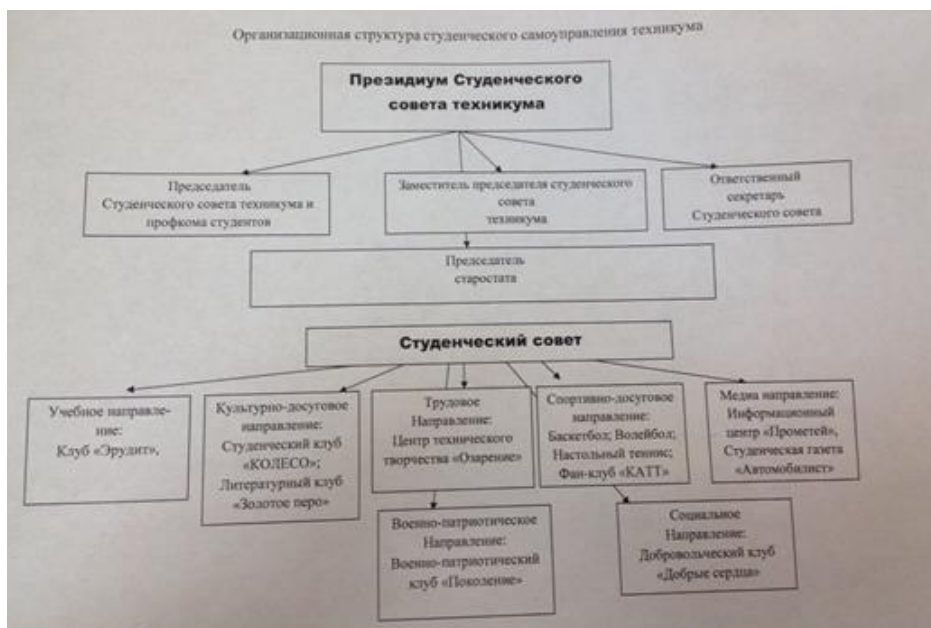 Организационная структура студенческого самоуправления техникума
Президиум Студенческого
совета техникума
Председатель
Студенческого совета техникума и
профкома студентов
Заместитель председателя студенческого
совета
техникума
Ответственный
секретарь
Студенческого совета
Председатель
старостата
Студенческий совет
Учебное направле-
ние:
Клуб «Эрудит»,
Культурно-досуговое
направление:
Студенческий клуб
«КОЛЕСО»;
Литературный клуб
«Золотое перо»
Трудовое
Направление:
Центр технического
творчества «Озарение»
Спортивно-досуговое
направление:
Баскетбол; Волейбол;
Настольный теннис;
Фан-клуб «КАТТ»
Медиа направление:
Информационный
центр «Прометей»,
Студенческая газета
«Автомобилист»
Военно-патриотическое
Направление:
Военно-патриотический
клуб «Поколение»
Социальное
Направление:
Добровольческий клуб
«Добрые сердца»